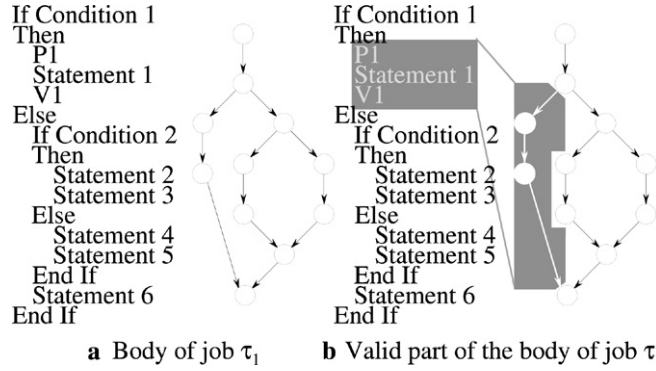 If Condition 1
Then
P1
Statement 1
V1
Else
If Condition 2
Then
Statement 2
Statement 3
Else
Statement 4
Statement 5
End If
Statement 6
End If
a Body of job τ1
If Condition 1
Then
P1
Statement 1
V1
Else
If Condition 2
Then
Statement 2
Statement 3
Else
Statement 4
Statement 5
End If
Statement 6
End If
b Valid part of the body of job τ